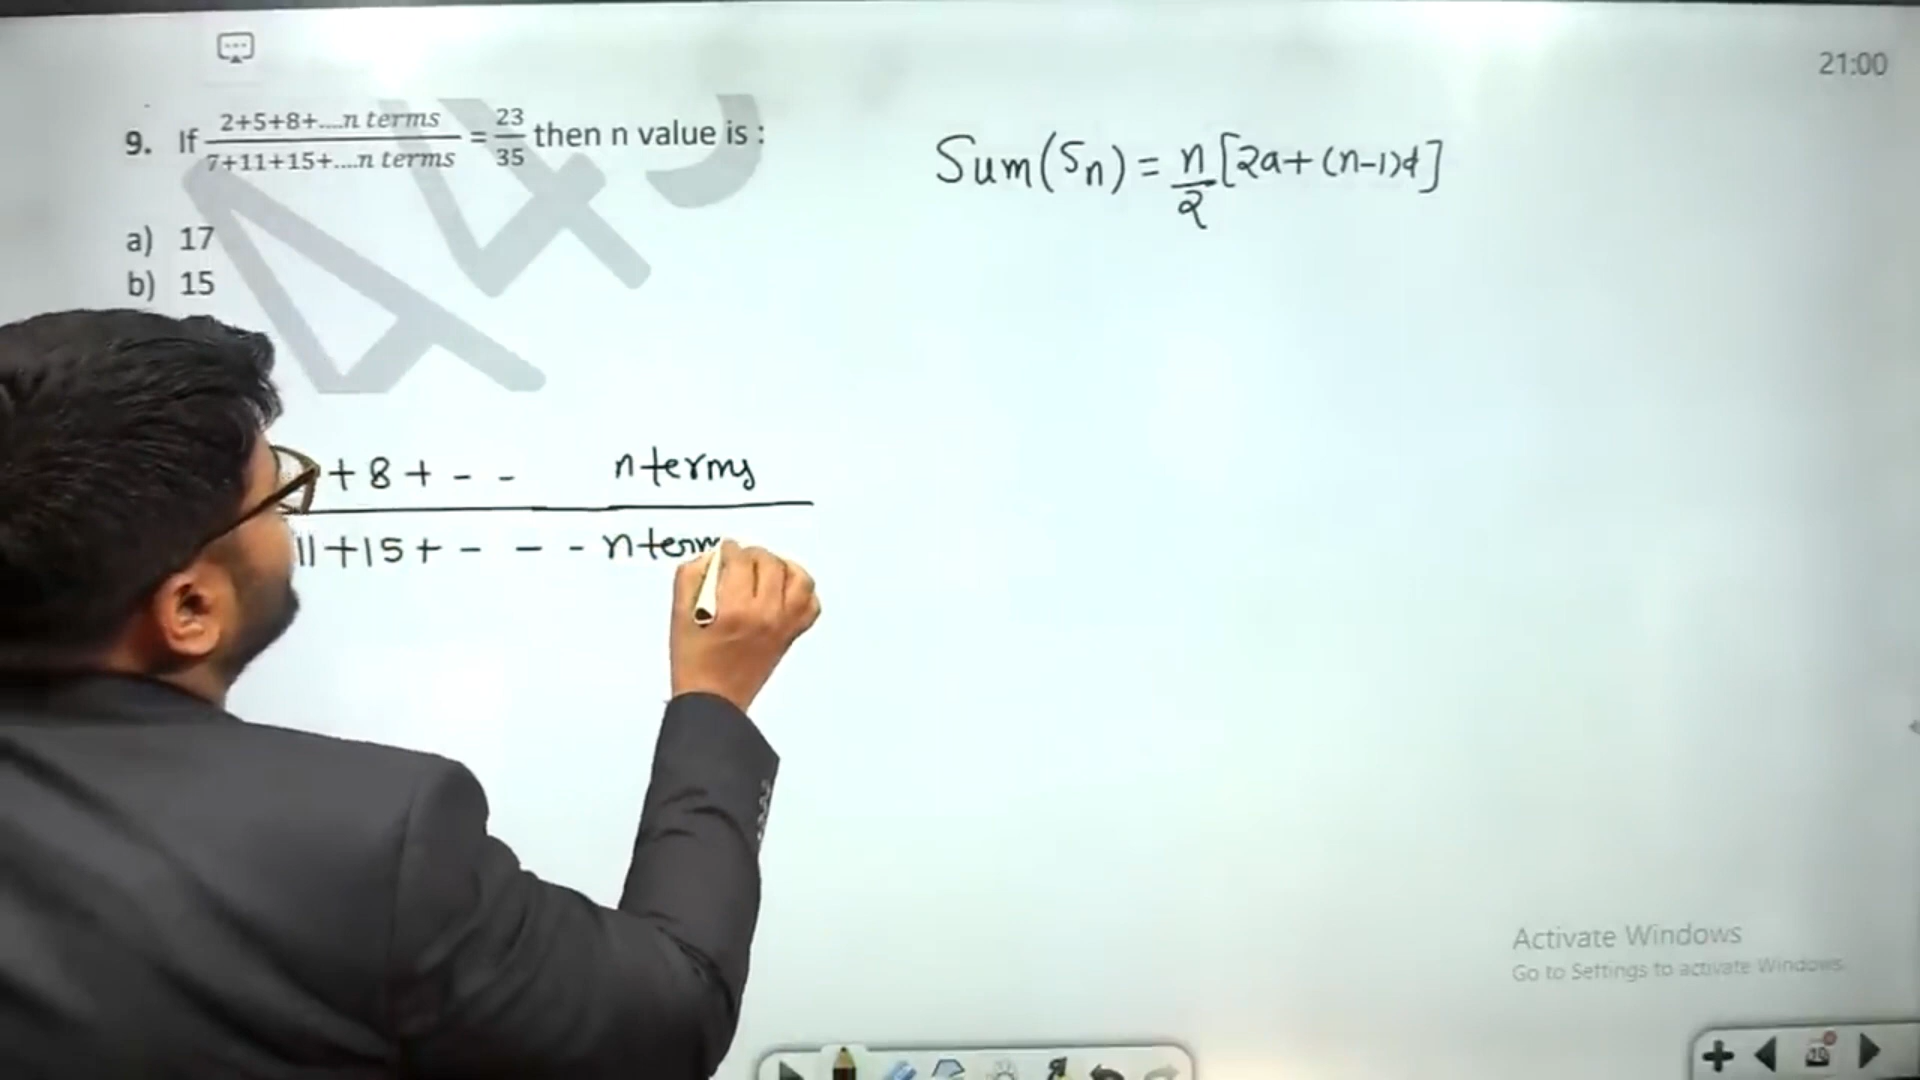 21:00
9. If 2+5+8+....n terms / 7+11+15+....n terms = 23/35 then n value is :
Sum(Sn) = n/2 [2a+(n-1)d]
a) 17
b) 15
+ 8 + - - n terms
11+15+ - - - n term
Activate Windows
Go to Settings to activate Windows.
10